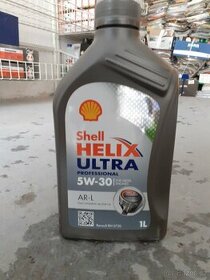 Shell
HELIX
ULTRA
PROFESSIONAL
5W-30
AR-L
1L